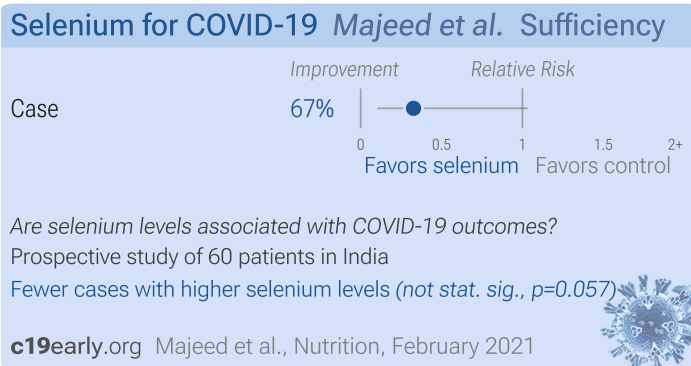 Selenium for COVID-19 Majeed et al. Sufficiency
Improvement Relative Risk
Case 67%
0 0.5 1 1.5 2+
Favors selenium Favors control
Are selenium levels associated with COVID-19 outcomes?
Prospective study of 60 patients in India
Fewer cases with higher selenium levels (not stat. sig., p=0.057)
c19early.org Majeed et al., Nutrition, February 2021